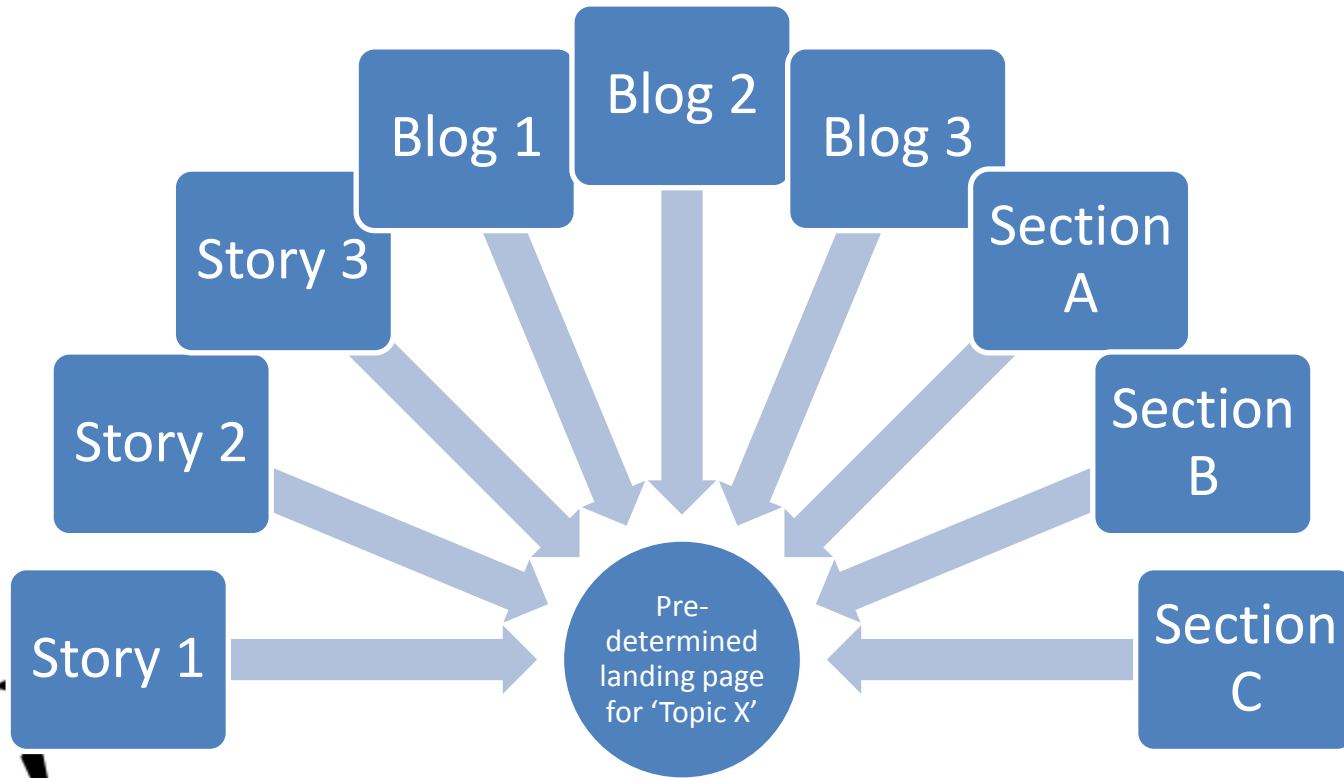 Blog 2
Blog 1
Blog 3
Story 3
Section
A
Story 2
Section
B
Story 1
Pre-
determined
landing page
for ‘Topic X’
Section
C